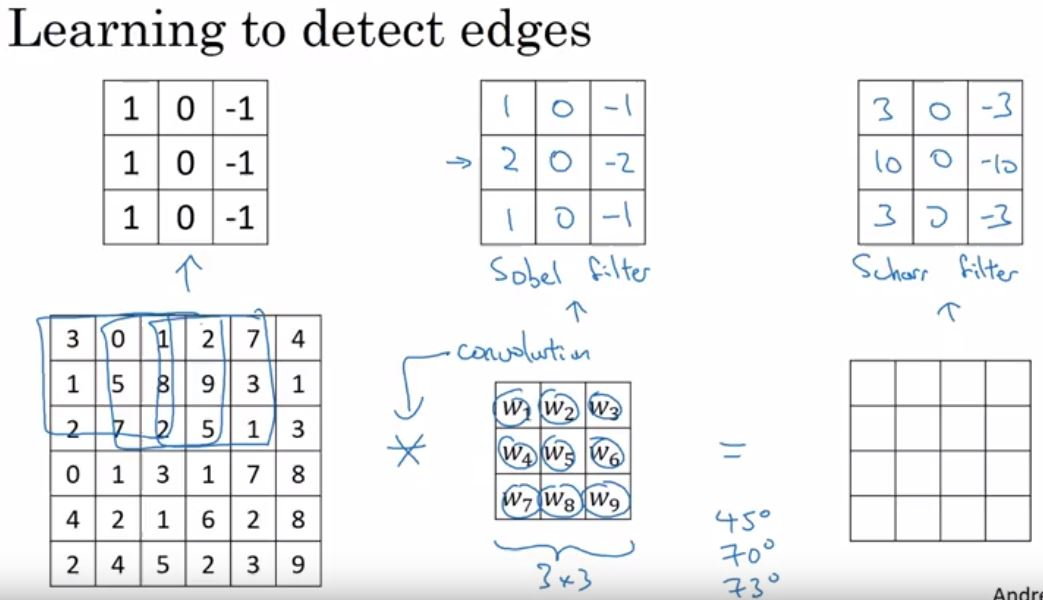 Learning to detect edges
1 0 -1
1 0 -1
1 0 -1
1 0 -1
→ 2 0 -2
1 0 -1
Sobel filter
3 0 -3
10 0 -10
3 0 -3
Scharr filter
3 0 1 2 7 4
1 5 8 9 3 1
2 7 2 5 1 3
0 1 3 1 7 8
4 2 1 6 2 8
2 4 5 2 3 9
convolution
*
w₁ w₂ w₃
w₄ w₅ w₆
w₇ w₈ w₉
3×3
=
45°
70°
73°
Andre